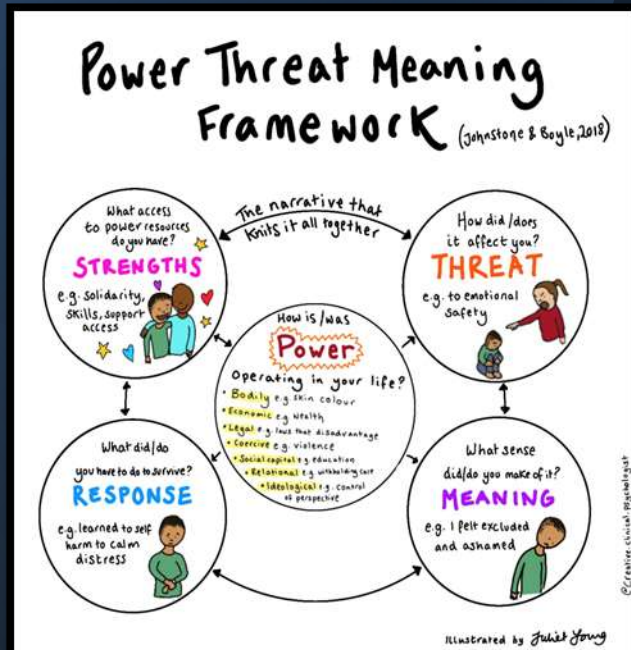 Power Threat Meaning
Framework (Johnstone & Boyle, 2018)
The narrative that
knits it all together
What access
to power resources
do you have?
STRENGTHS
e.g. solidarity,
skills, support
access
How did/does
it affect you?
THREAT
e.g. to emotional
safety
How is/was
Power
Operating in your life?
• Bodily e.g. skin colour
• Economic e.g. wealth
• Legal e.g. laws that disadvantage
• Coercive e.g. violence
• Social capital e.g. education
• Relational e.g. withholding care
• Ideological e.g. control
of perspective
What did/do
you have to do to survive?
RESPONSE
e.g. learned to self
harm to calm
distress
What sense
did/do you make of it?
MEANING
e.g. I felt excluded
and ashamed
@creative.clinical.psychologist
Illustrated by Juliet Young